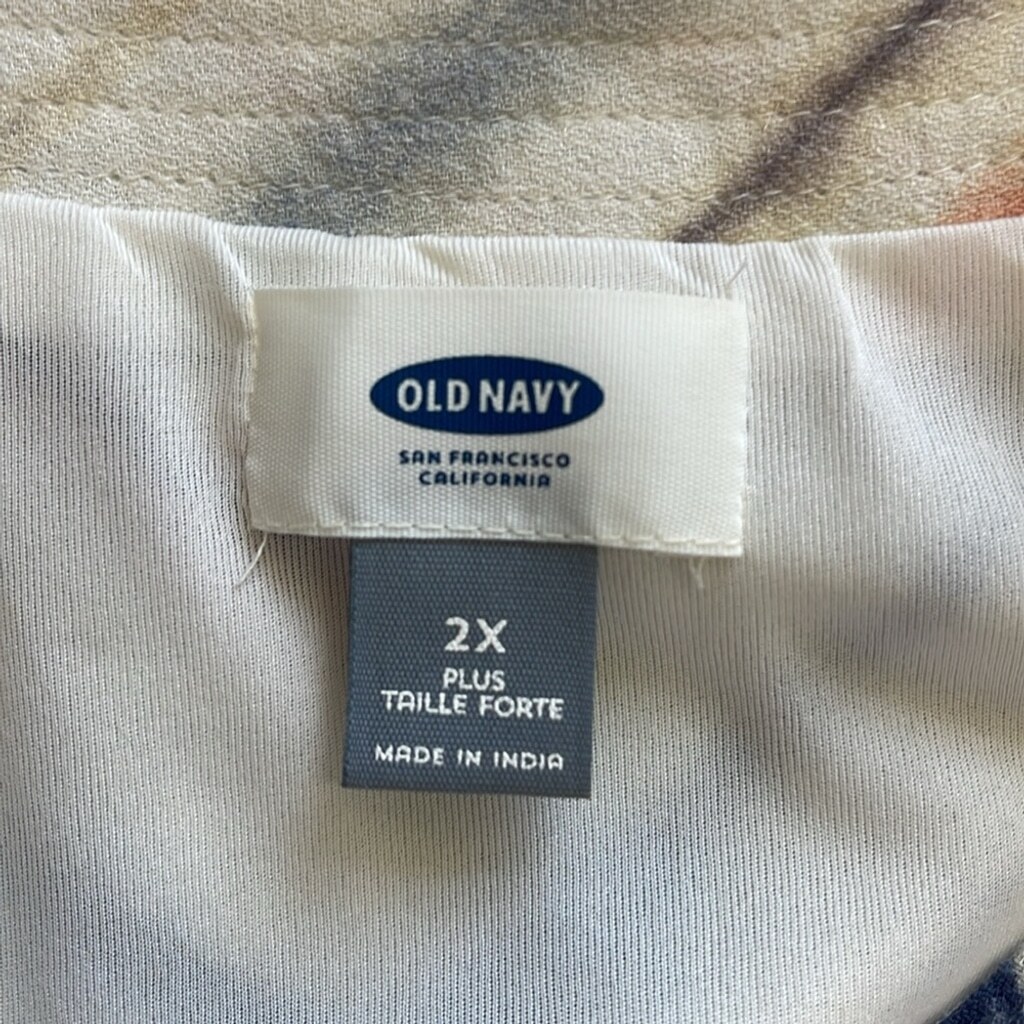 OLD NAVY
SAN FRANCISCO
CALIFORNIA
2X
PLUS
TAILLE FORTE
MADE IN INDIA